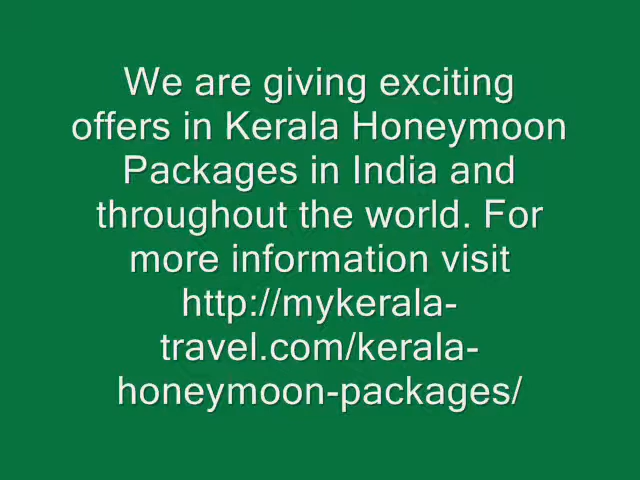 We are giving exciting
offers in Kerala Honeymoon
Packages in India and
throughout the world. For
more information visit
http://mykerala-
travel.com/kerala-
honeymoon-packages/